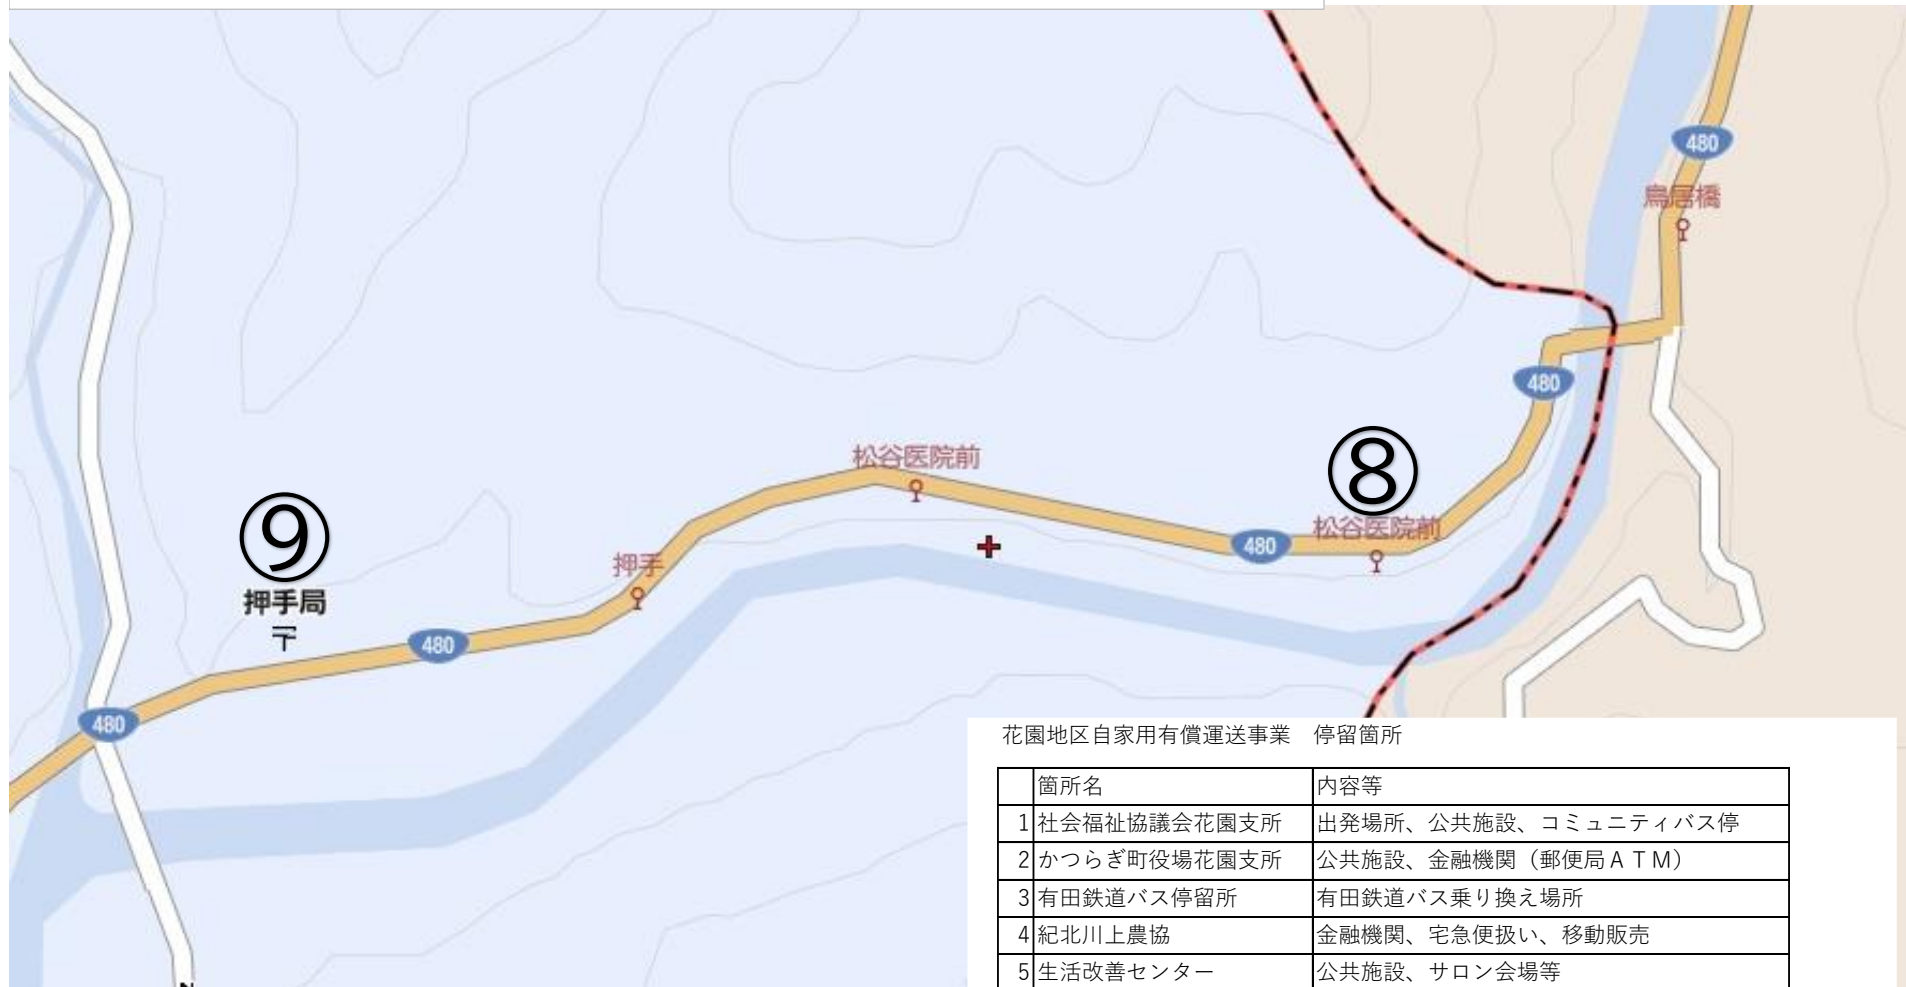 480
鳥居橋
480
松谷医院前
⑧
松谷医院前
480
⑨
押手
押手局
〒
480
480
花園地区自家用有償運送事業　停留箇所
箇所名 内容等
1 社会福祉協議会花園支所 出発場所、公共施設、コミュニティバス停
2 かつらぎ町役場花園支所 公共施設、金融機関（郵便局ＡＴＭ）
3 有田鉄道バス停留所 有田鉄道バス乗り換え場所
4 紀北川上農協 金融機関、宅急便扱い、移動販売
5 生活改善センター 公共施設、サロン会場等